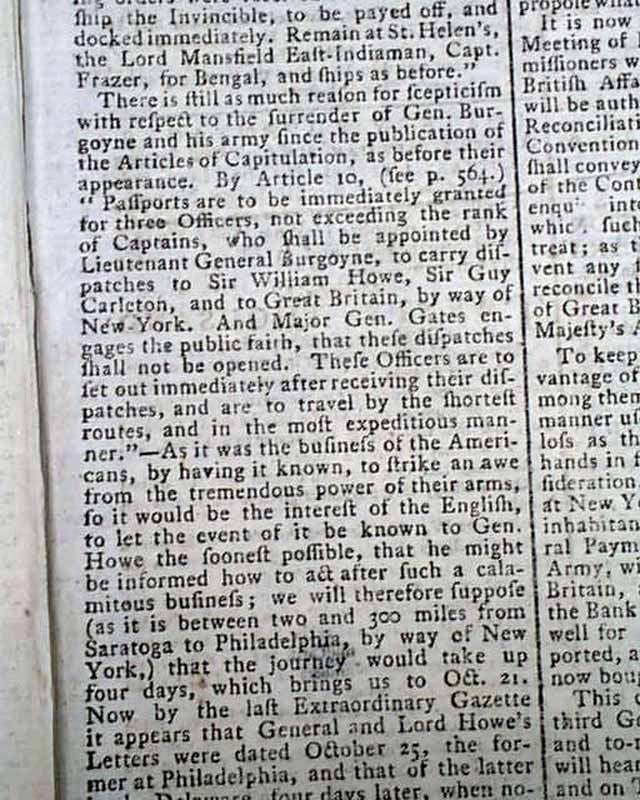 ship the Invincible, to be payed off, and
docked immediately. Remain at St. Helen's,
the Lord Mansfield East-Indiaman, Capt.
Frazer, for Bengal, and ships as before."
There is still as much reason for scepticism
with respect to the surrender of Gen. Bur-
goyne and his army since the publication of
the Articles of Capitulation, as before their
appearance. By Article 10, (see p. 564.)
" Passports are to be immediately granted
for three Officers, not exceeding the rank
of Captains, who shall be appointed by
Lieutenant General Burgoyne, to carry dis-
patches to Sir William Howe, Sir Guy
Carleton, and to Great Britain, by way of
New-York. And Major Gen. Gates en-
gages the public faith, that these dispatches
shall not be opened. These Officers are to
set out immediately after receiving their dis-
patches, and are to travel by the shortest
routes, and in the most expeditious man-
ner."—As it was the business of the Ameri-
cans, by having it known, to strike an awe
from the tremendous power of their arms,
so it would be the interest of the English,
to let the event of it be known to Gen.
Howe the soonest possible, that he might
be informed how to act after such a cala-
mitous business; we will therefore suppose
(as it is between two and 300 miles from
Saratoga to Philadelphia, by way of New
York,) that the journey would take up
four days, which brings us to Oct. 21.
Now by the last Extraordinary Gazette
it appears that General and Lord Howe's
Letters were dated October 25, the for-
mer at Philadelphia, and that of the latter
Delaware, four days later, when no-
propose
It is now
Meeting of
missioners w
British Affa
will be auth
Reconciliati
Convention
shall convey
of the Con
enqu inte
whic such
treat; as t
vent any
reconcile th
of Great B
Majesty's
To keep
vantage of
mong them
manner us
loss as th
hands in f
sideration
at New Y
inhabitan
ral Paym
Army, wi
Britain,
the Bank
well for
ported, a
now boug
This
third G
and to-
will hear
and on